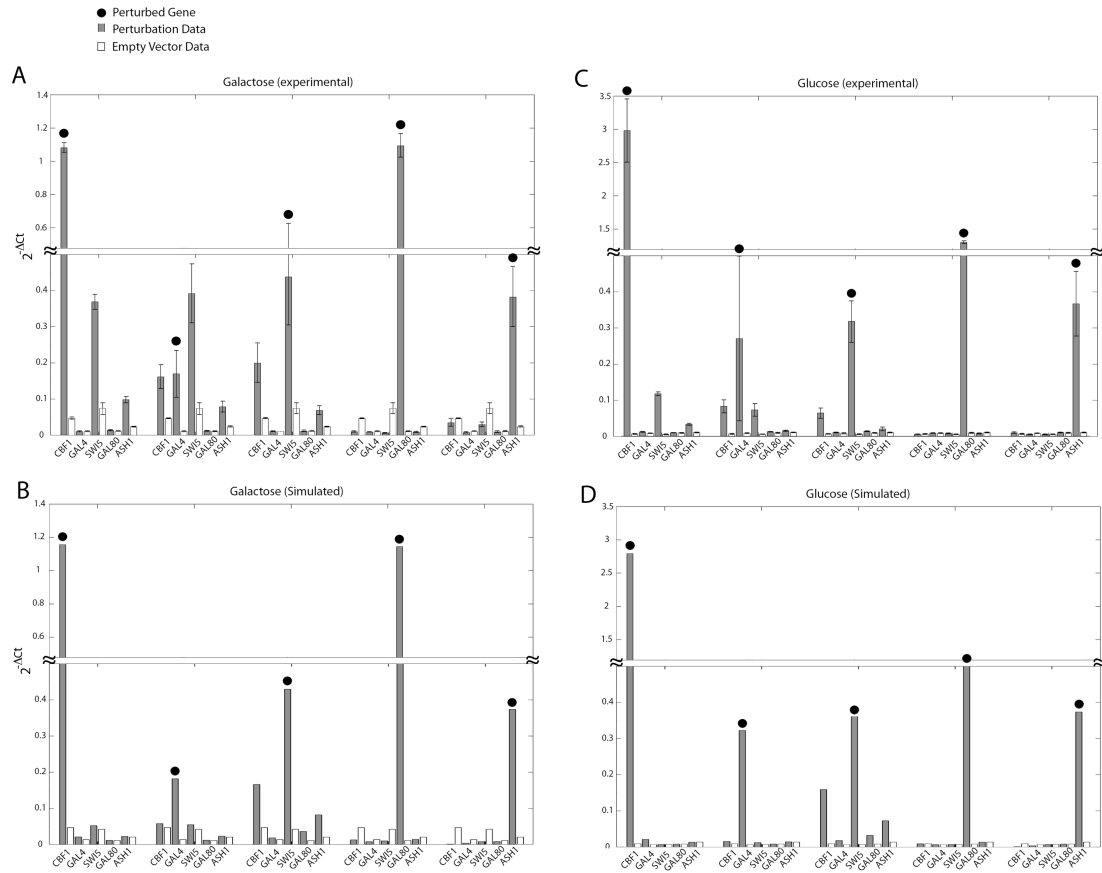 Perturbed Gene
Perturbation Data
Empty Vector Data
A
Galactose (experimental)
1.4
1.2
1
0.8
0.6
0.4
0.3
0.2
0.1
0
2^-ΔCt
CBF1 GAL4 SWI5 GAL80 ASH1 CBF1 GAL4 SWI5 GAL80 ASH1 CBF1 GAL4 SWI5 GAL80 ASH1 CBF1 GAL4 SWI5 GAL80 ASH1 CBF1 GAL4 SWI5 GAL80 ASH1
C
Glucose (experimental)
3.5
3
2.5
2
1.5
0.4
0.3
0.2
0.1
0
CBF1 GAL4 SWI5 GAL80 ASH1 CBF1 GAL4 SWI5 GAL80 ASH1 CBF1 GAL4 SWI5 GAL80 ASH1 CBF1 GAL4 SWI5 GAL80 ASH1 CBF1 GAL4 SWI5 GAL80 ASH1
B
Galactose (Simulated)
1.4
1.2
1
0.8
0.6
0.4
0.3
0.2
0.1
0
2^-ΔCt
CBF1 GAL4 SWI5 GAL80 ASH1 CBF1 GAL4 SWI5 GAL80 ASH1 CBF1 GAL4 SWI5 GAL80 ASH1 CBF1 GAL4 SWI5 GAL80 ASH1 CBF1 GAL4 SWI5 GAL80 ASH1
D
Glucose (Simulated)
3.5
3
2.5
2
1.5
0.4
0.3
0.2
0.1
0
CBF1 GAL4 SWI5 GAL80 ASH1 CBF1 GAL4 SWI5 GAL80 ASH1 CBF1 GAL4 SWI5 GAL80 ASH1 CBF1 GAL4 SWI5 GAL80 ASH1 CBF1 GAL4 SWI5 GAL80 ASH1